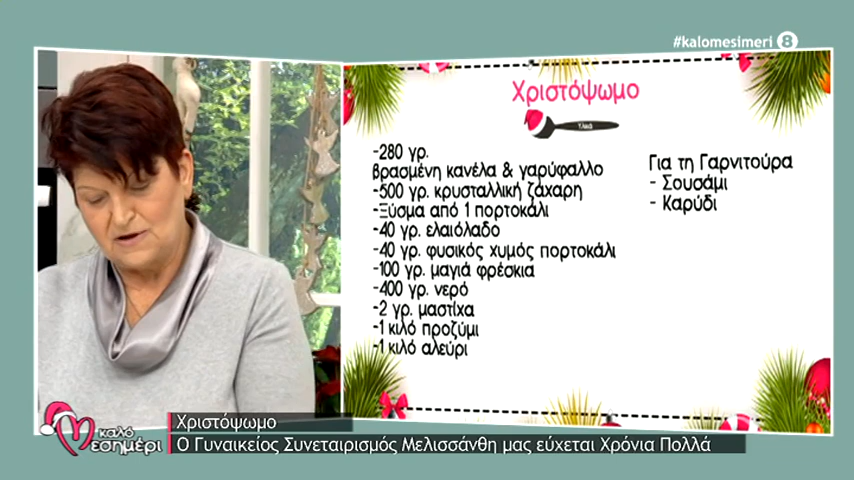 #kalomesimeri 8
Χριστόψωμο
Υλικά
-280 γρ.
βρασμένη κανέλα & γαρύφαλλο
-500 γρ. κρυσταλλική ζάχαρη
-Ξύσμα από 1 πορτοκάλι
-40 γρ. ελαιόλαδο
-40 γρ. φυσικός χυμός πορτοκάλι
-100 γρ. μαγιά φρέσκια
-400 γρ. νερό
-2 γρ. μαστίχα
-1 κιλό προζύμι
-1 κιλό αλεύρι
Για τη Γαρνιτούρα
- Σουσάμι
- Καρύδι
καλό
μεσημέρι
Χριστόψωμο
Ο Γυναικείος Συνεταιρισμός Μελισσάνθη μας εύχεται Χρόνια Πολλά